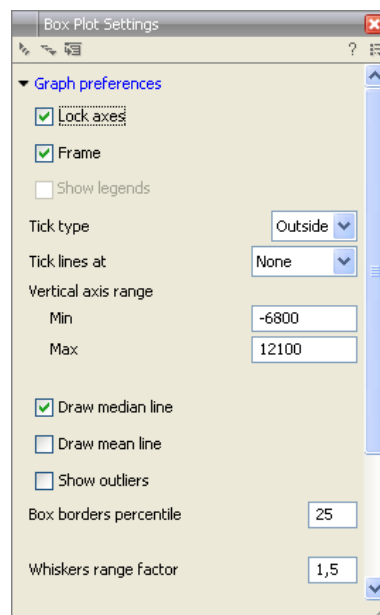 Box Plot Settings
?
Graph preferences
Lock axes
Frame
Show legends
Tick type Outside
Tick lines at None
Vertical axis range
Min -6800
Max 12100
Draw median line
Draw mean line
Show outliers
Box borders percentile 25
Whiskers range factor 1,5